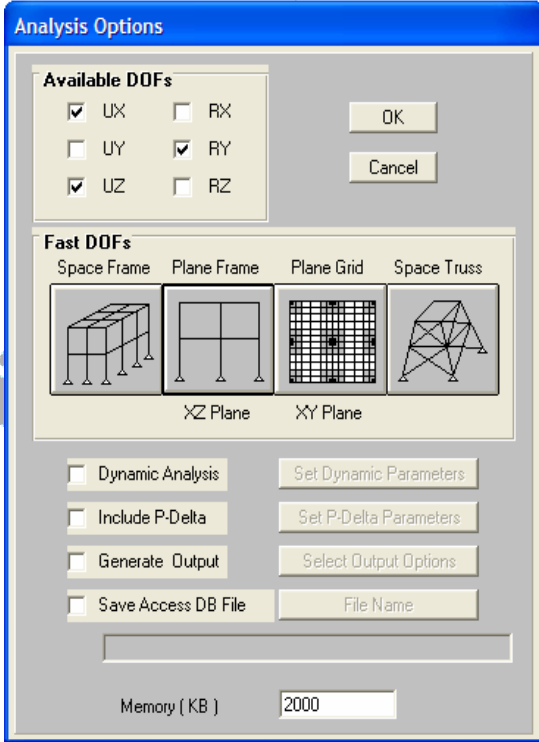 Analysis Options
Available DOFs
UX RX
OK
UY RY
Cancel
UZ RZ
Fast DOFs
Space Frame Plane Frame Plane Grid Space Truss
XZ Plane XY Plane
Dynamic Analysis Set Dynamic Parameters
Include P-Delta Set P-Delta Parameters
Generate Output Select Output Options
Save Access DB File File Name
Memory ( KB ) 2000